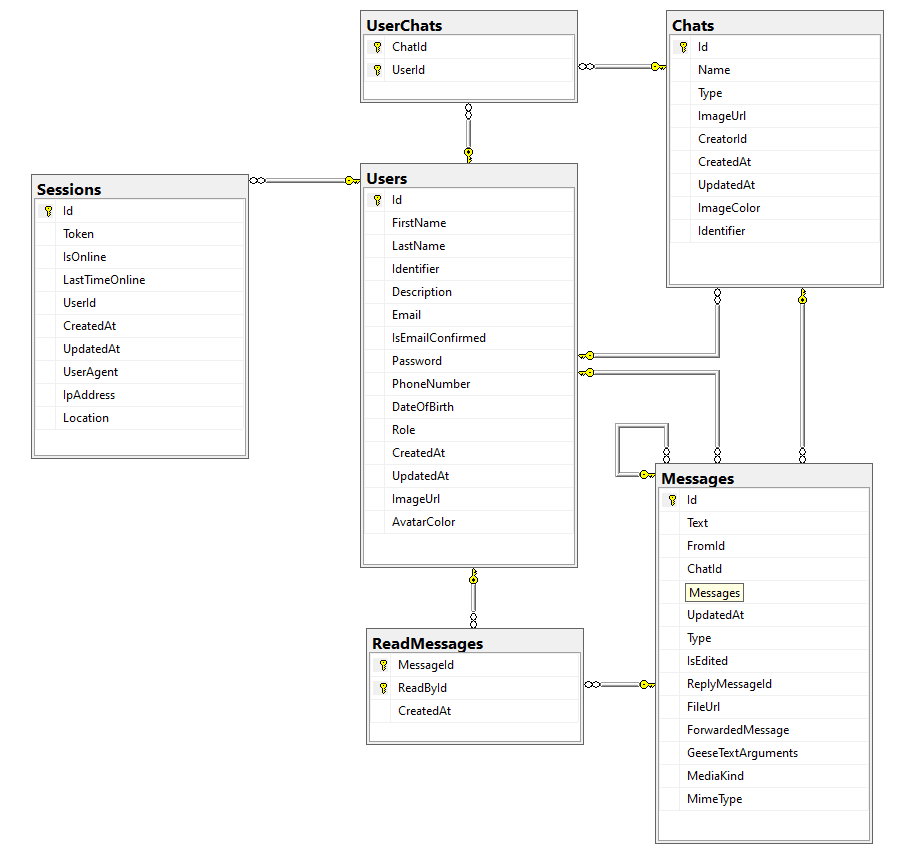 UserChats
ChatId
UserId
Chats
Id
Name
Type
ImageUrl
CreatorId
CreatedAt
UpdatedAt
ImageColor
Identifier
Sessions
Id
Token
IsOnline
LastTimeOnline
UserId
CreatedAt
UpdatedAt
UserAgent
IpAddress
Location
Users
Id
FirstName
LastName
Identifier
Description
Email
IsEmailConfirmed
Password
PhoneNumber
DateOfBirth
Role
CreatedAt
UpdatedAt
ImageUrl
AvatarColor
Messages
Id
Text
FromId
ChatId
Messages
UpdatedAt
Type
IsEdited
ReplyMessageId
FileUrl
ForwardedMessage
GeeseTextArguments
MediaKind
MimeType
ReadMessages
MessageId
ReadById
CreatedAt